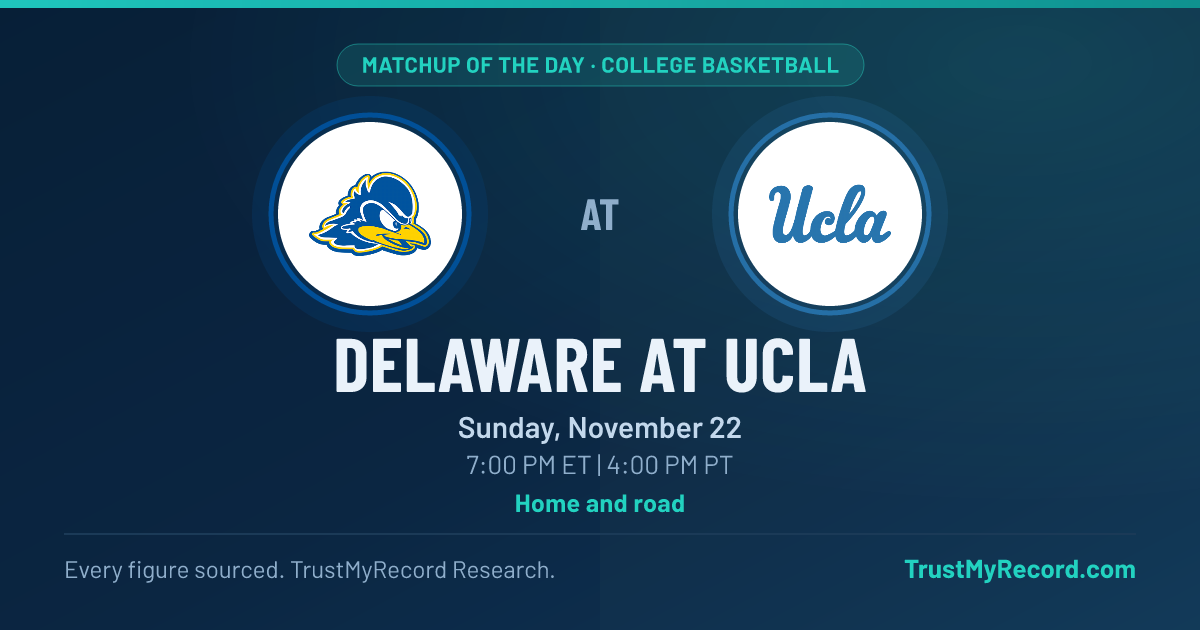 MATCHUP OF THE DAY · COLLEGE BASKETBALL
AT
Ucla
DELAWARE AT UCLA
Sunday, November 22
7:00 PM ET | 4:00 PM PT
Home and road
Every figure sourced. TrustMyRecord Research.
TrustMyRecord.com